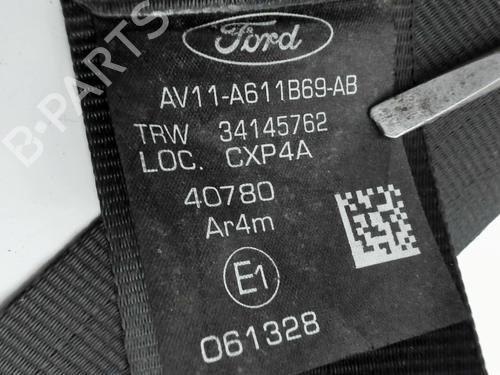 Ford
AV11-A611B69-AB
TRW 34145762
LOC. CXP4A
40780
Ar4m
E1
061328
B-PARTS